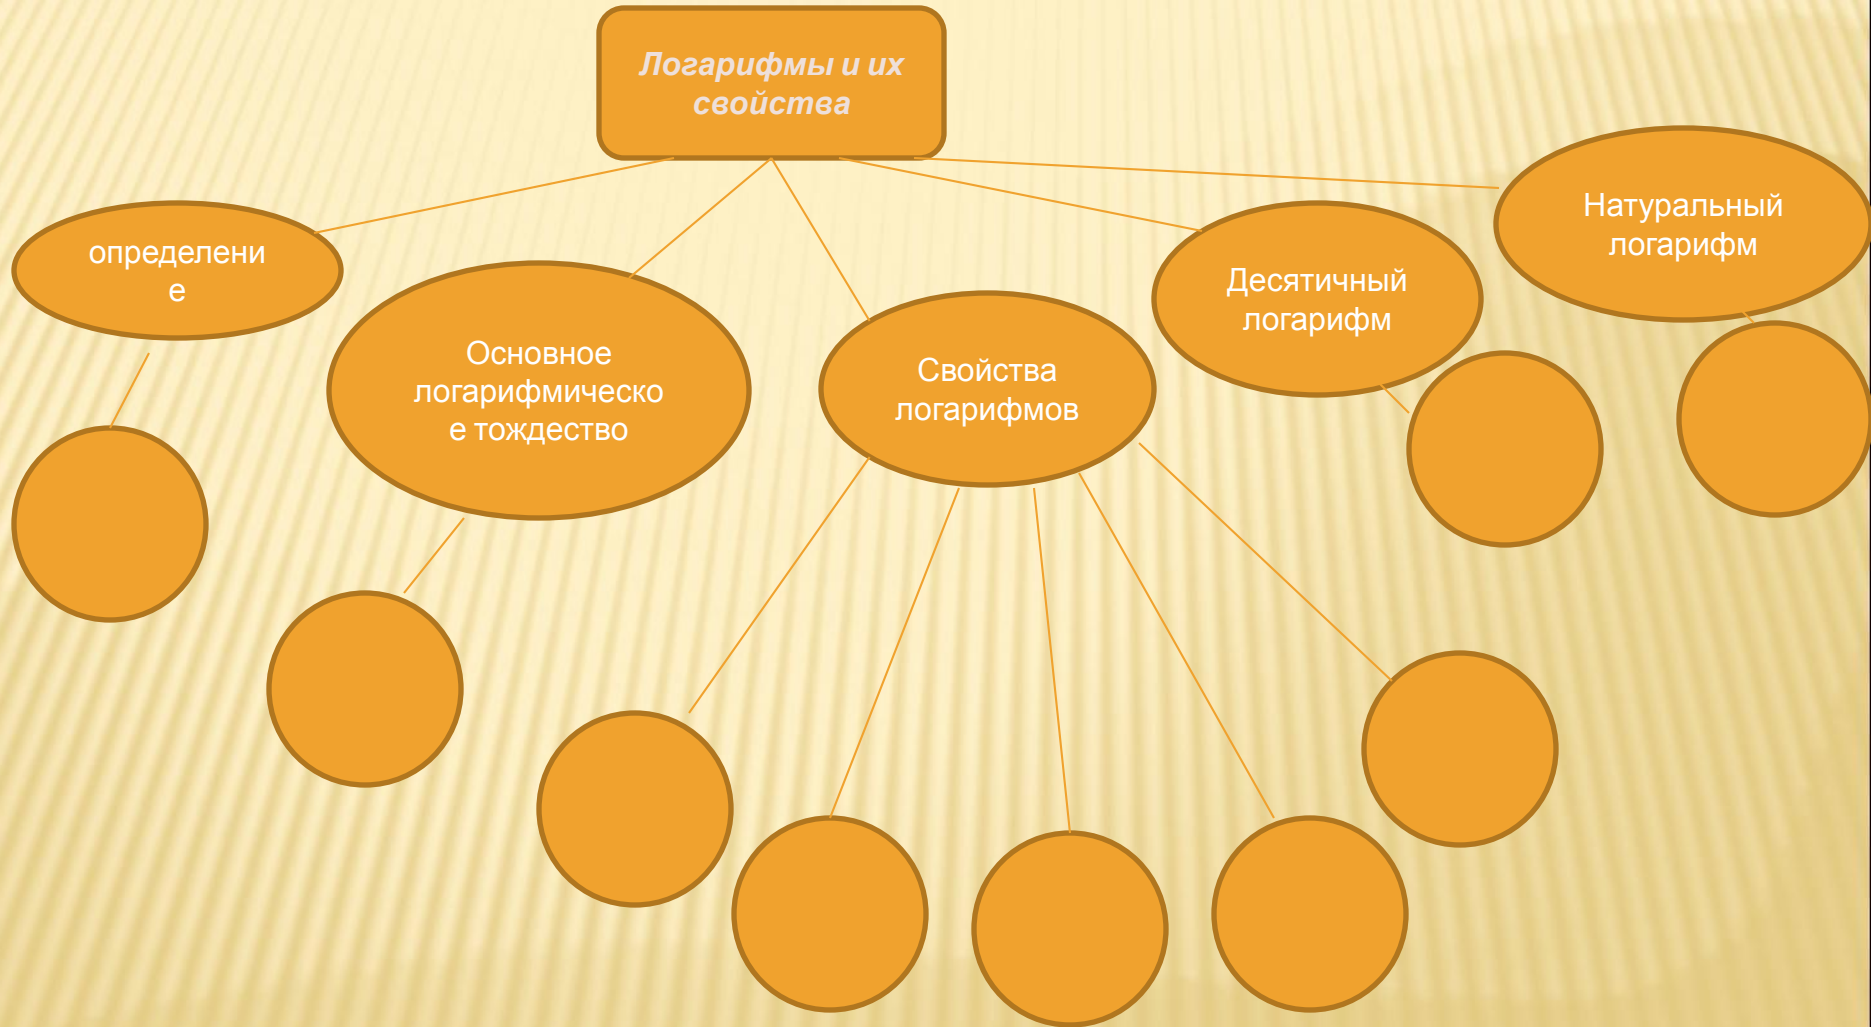 Логарифмы и их
свойства
определени
е
Основное
логарифмическо
е тождество
Свойства
логарифмов
Десятичный
логарифм
Натуральный
логарифм